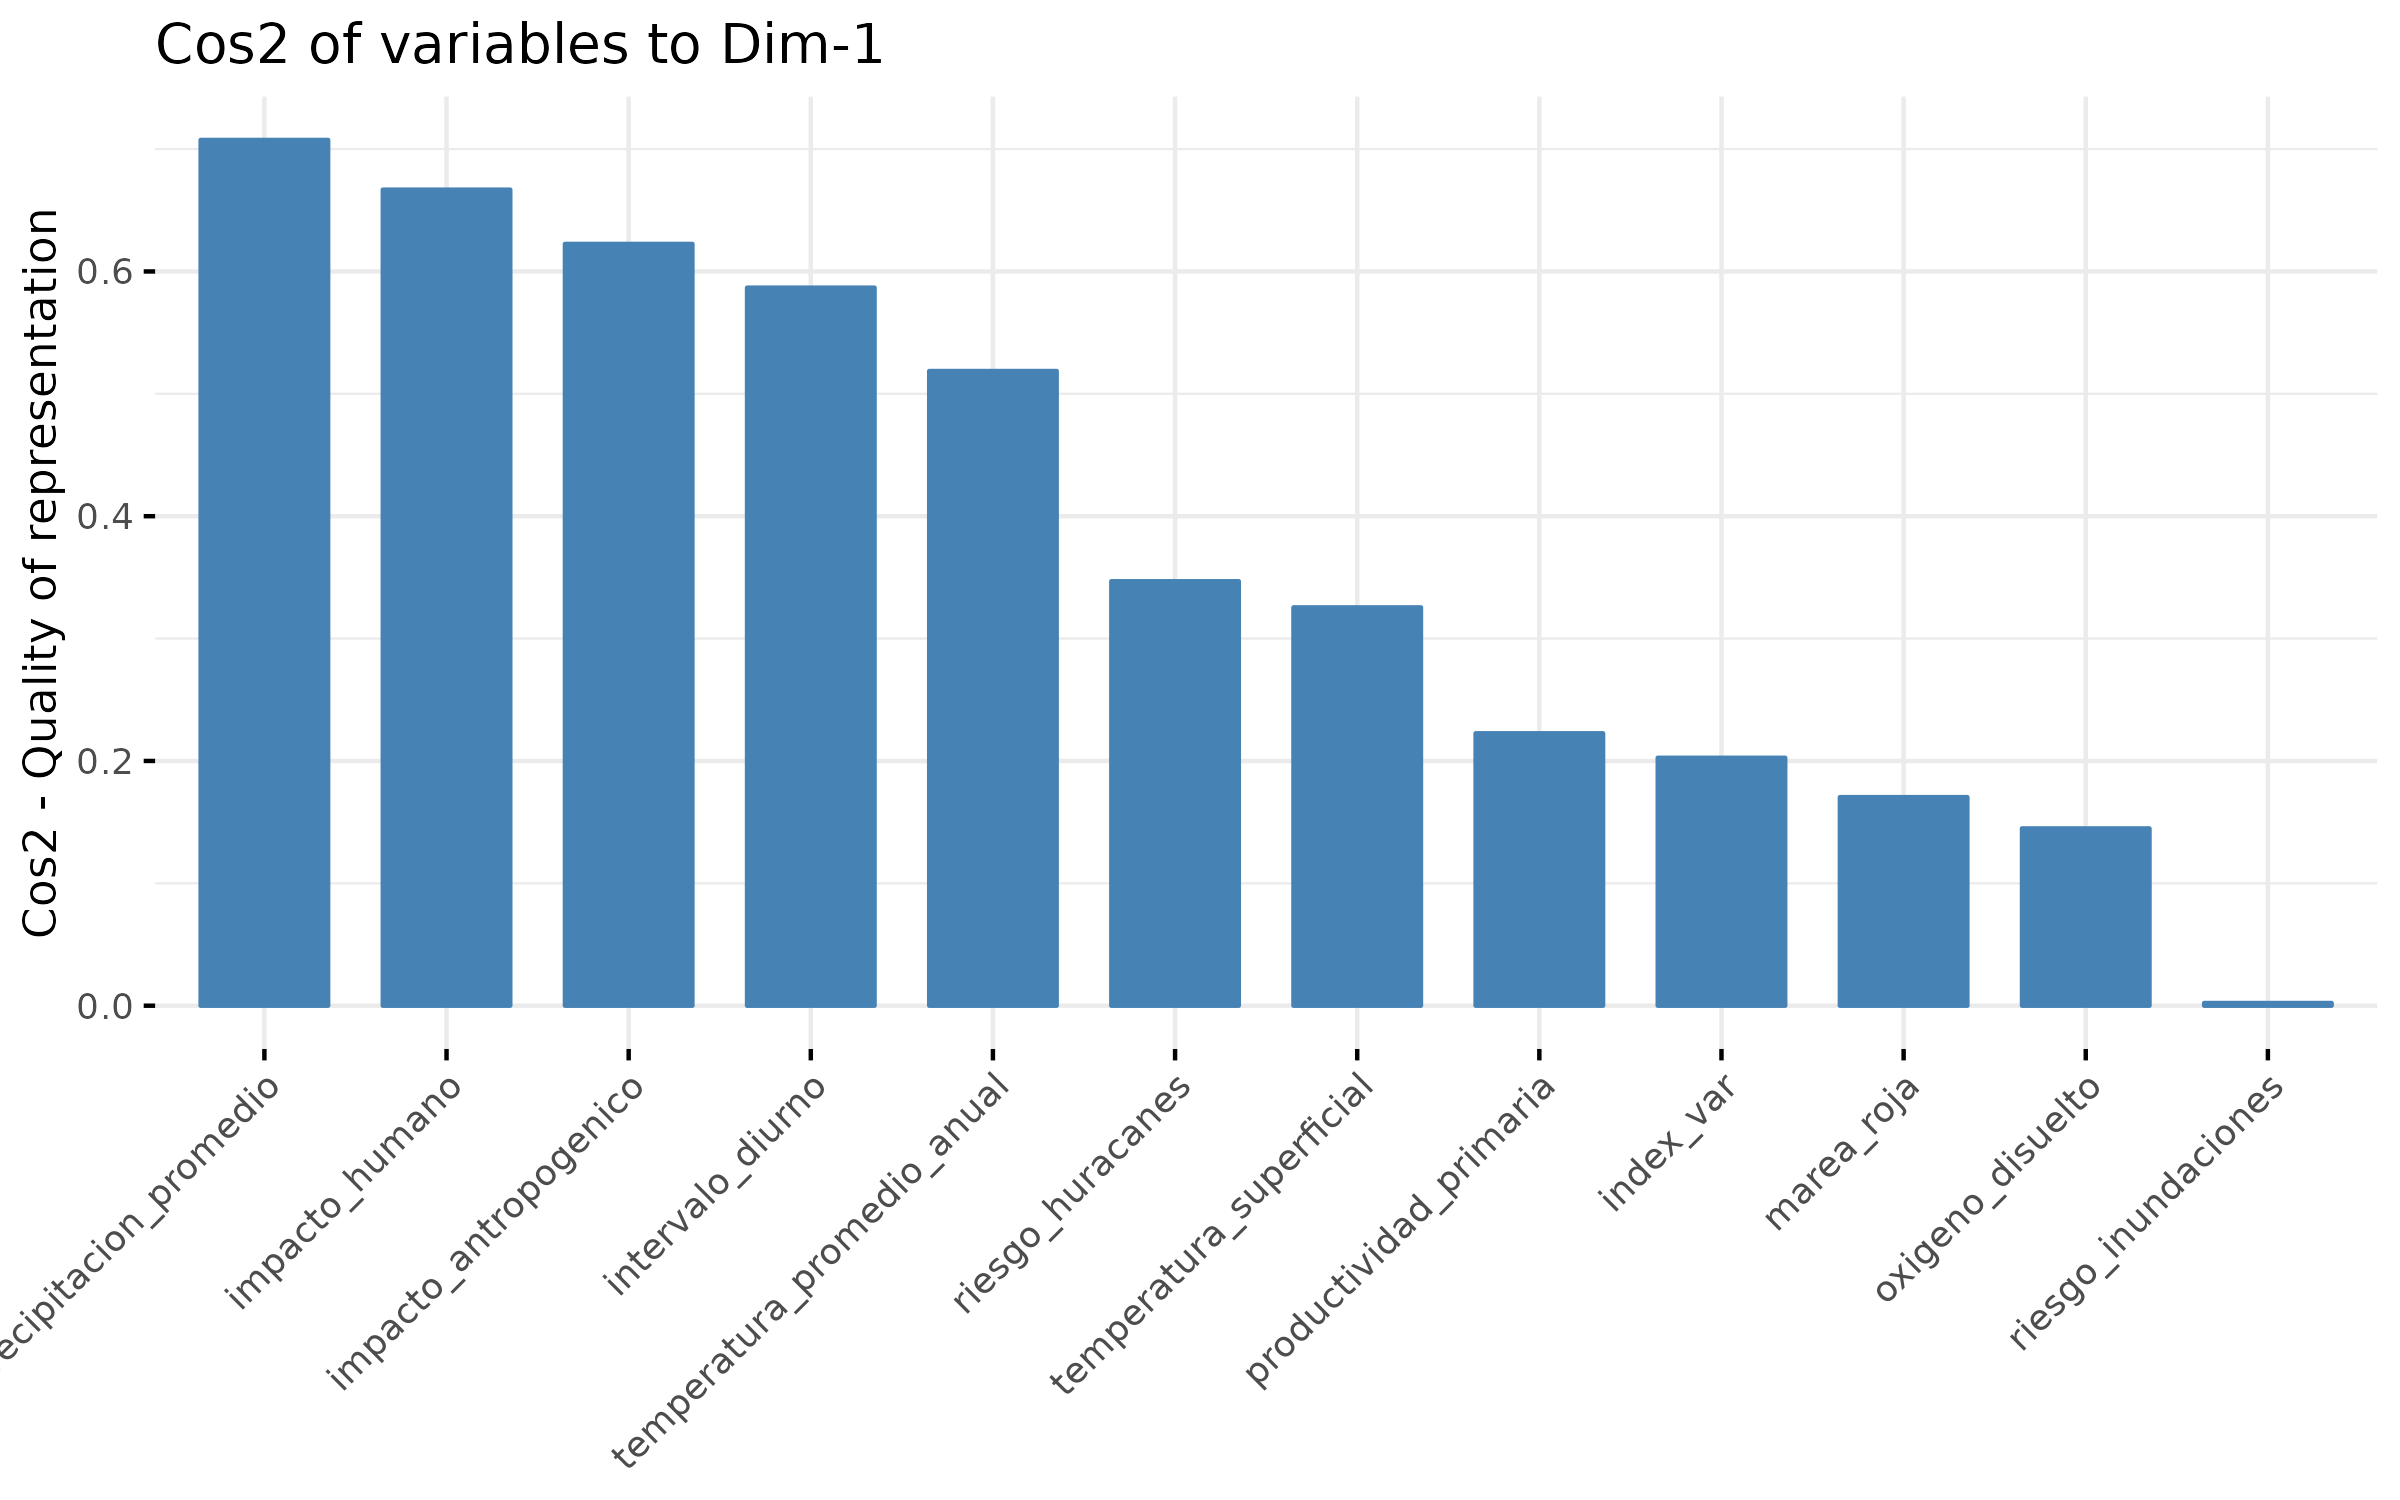 Cos2 of variables to Dim-1
Cos2 - Quality of representation
0.6
0.4
0.2
0.0
ecipitacion_promedio
impacto_humano
impacto_antropogenico
intervalo_diurno
temperatura_promedio_anual
riesgo_huracanes
temperatura_superficial
productividad_primaria
index_var
marea_roja
oxigeno_disuelto
riesgo_inundaciones